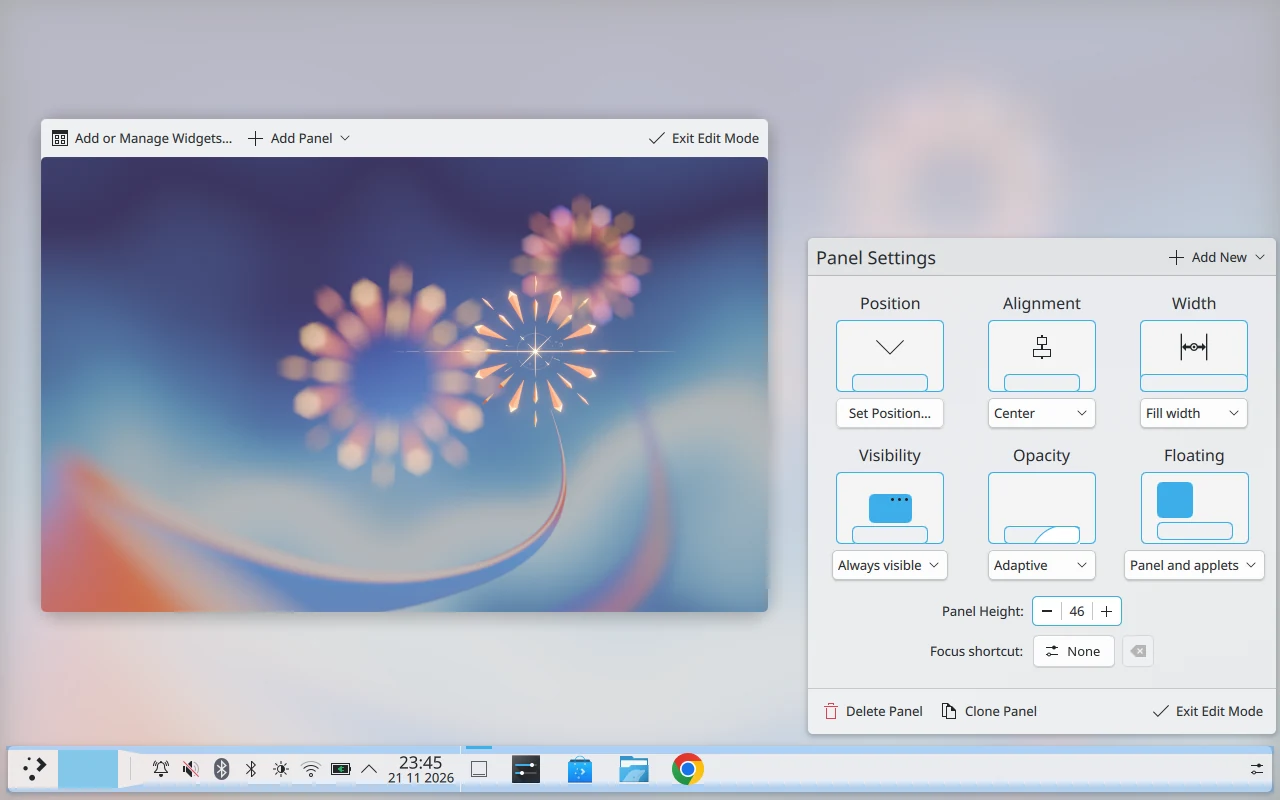 Add or Manage Widgets...
Add Panel
Exit Edit Mode
Panel Settings
Add New
Position
Alignment
Width
Set Position...
Center
Fill width
Visibility
Opacity
Floating
Always visible
Adaptive
Panel and applets
Panel Height:
46
Focus shortcut:
None
Delete Panel
Clone Panel
Exit Edit Mode
23:45
21 11 2026